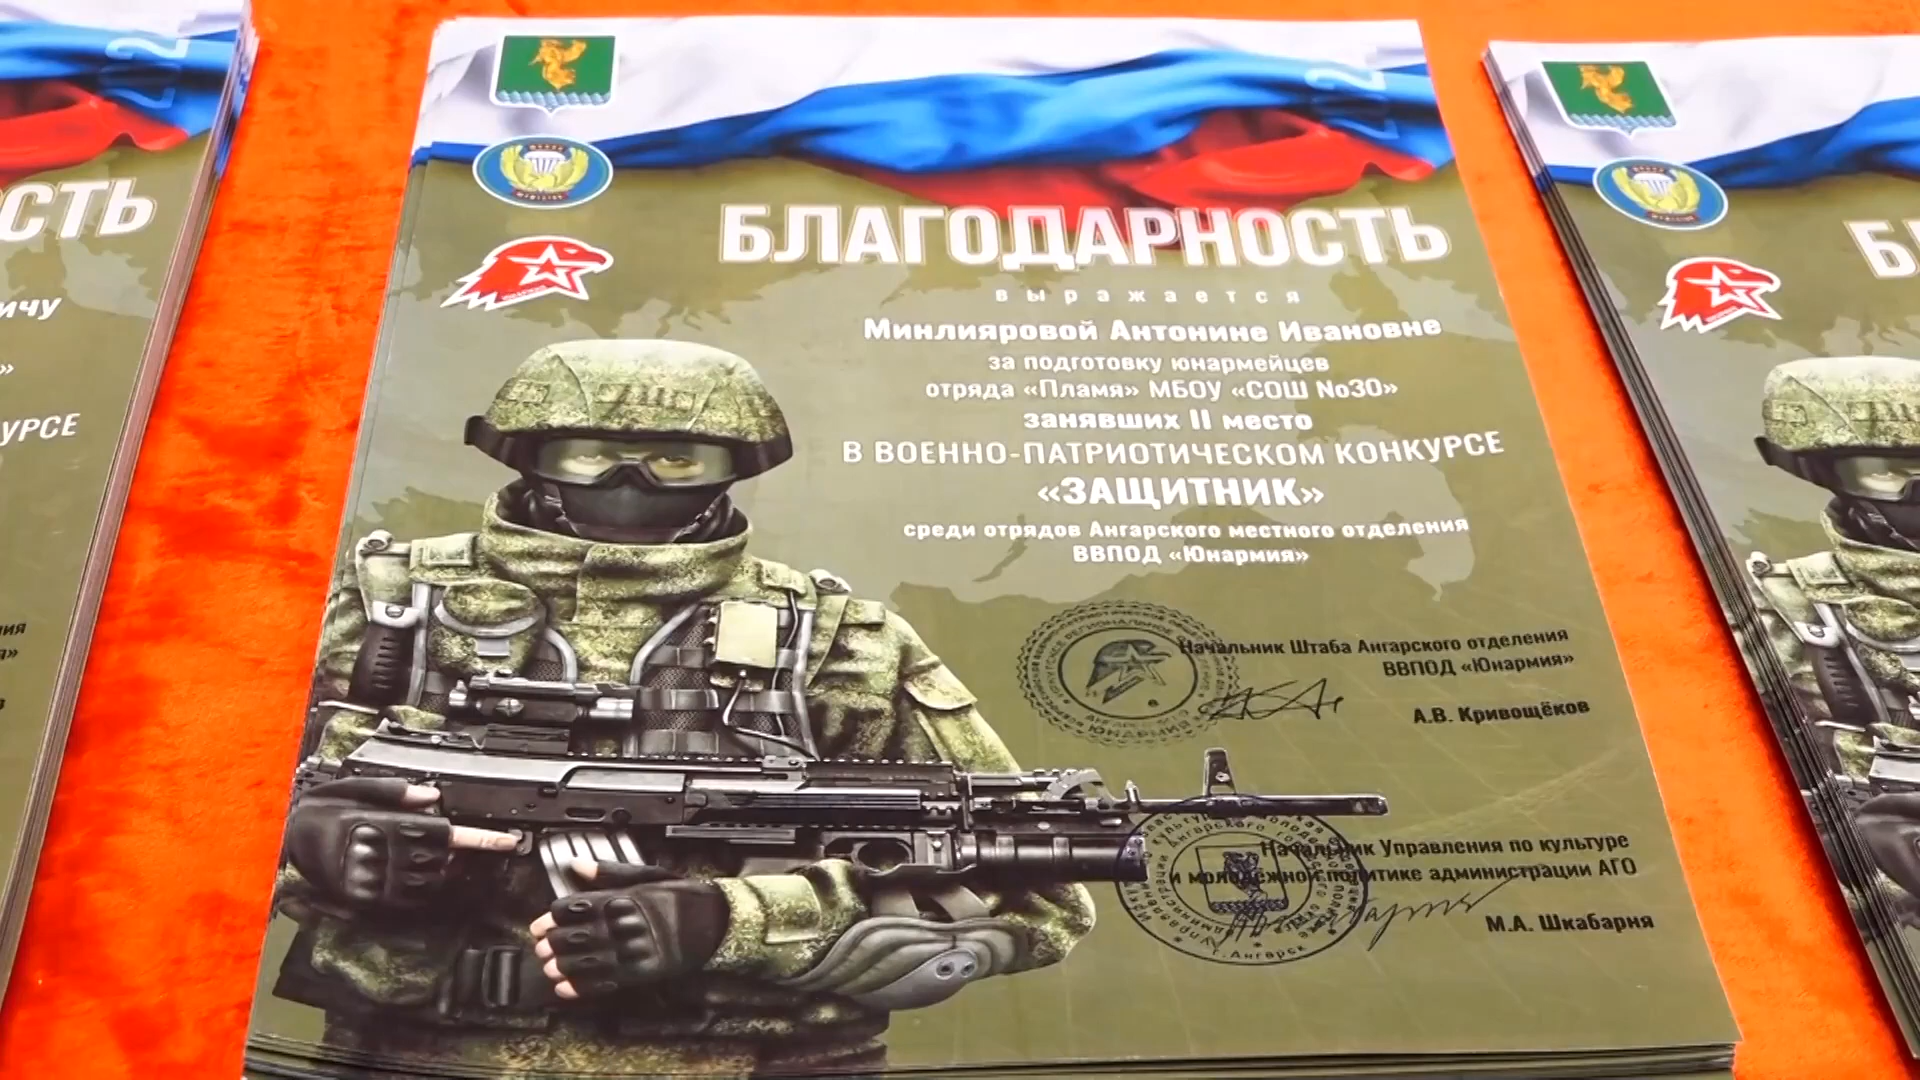 БЛАГОДАРНОСТЬ
выражается
Минлияровой Антонине Ивановне
за подготовку юнармейцев
отряда «Пламя» МБОУ «СОШ №30»
занявших II место
В ВОЕННО-ПАТРИОТИЧЕСКОМ КОНКУРСЕ
«ЗАЩИТНИК»
среди отрядов Ангарского местного отделения
ВВПОД «Юнармия»
Начальник Штаба Ангарского отделения
ВВПОД «Юнармия»
А.В. Кривощёков
Начальник Управления по культуре
и молодёжной политике администрации АГО
М.А. Шкабарня
г.Ангарск
СТЬ
ичу
УРСЕ